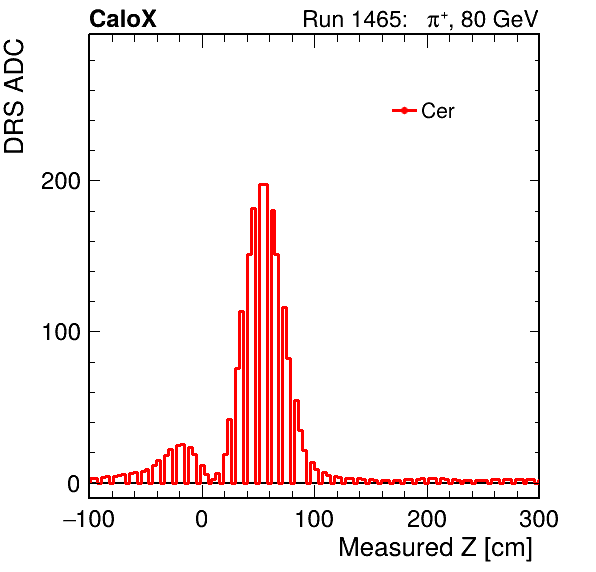 CaloX Run 1465: π⁺, 80 GeV
DRS ADC
Cer
200
100
0
−100 0 100 200 300
Measured Z [cm]